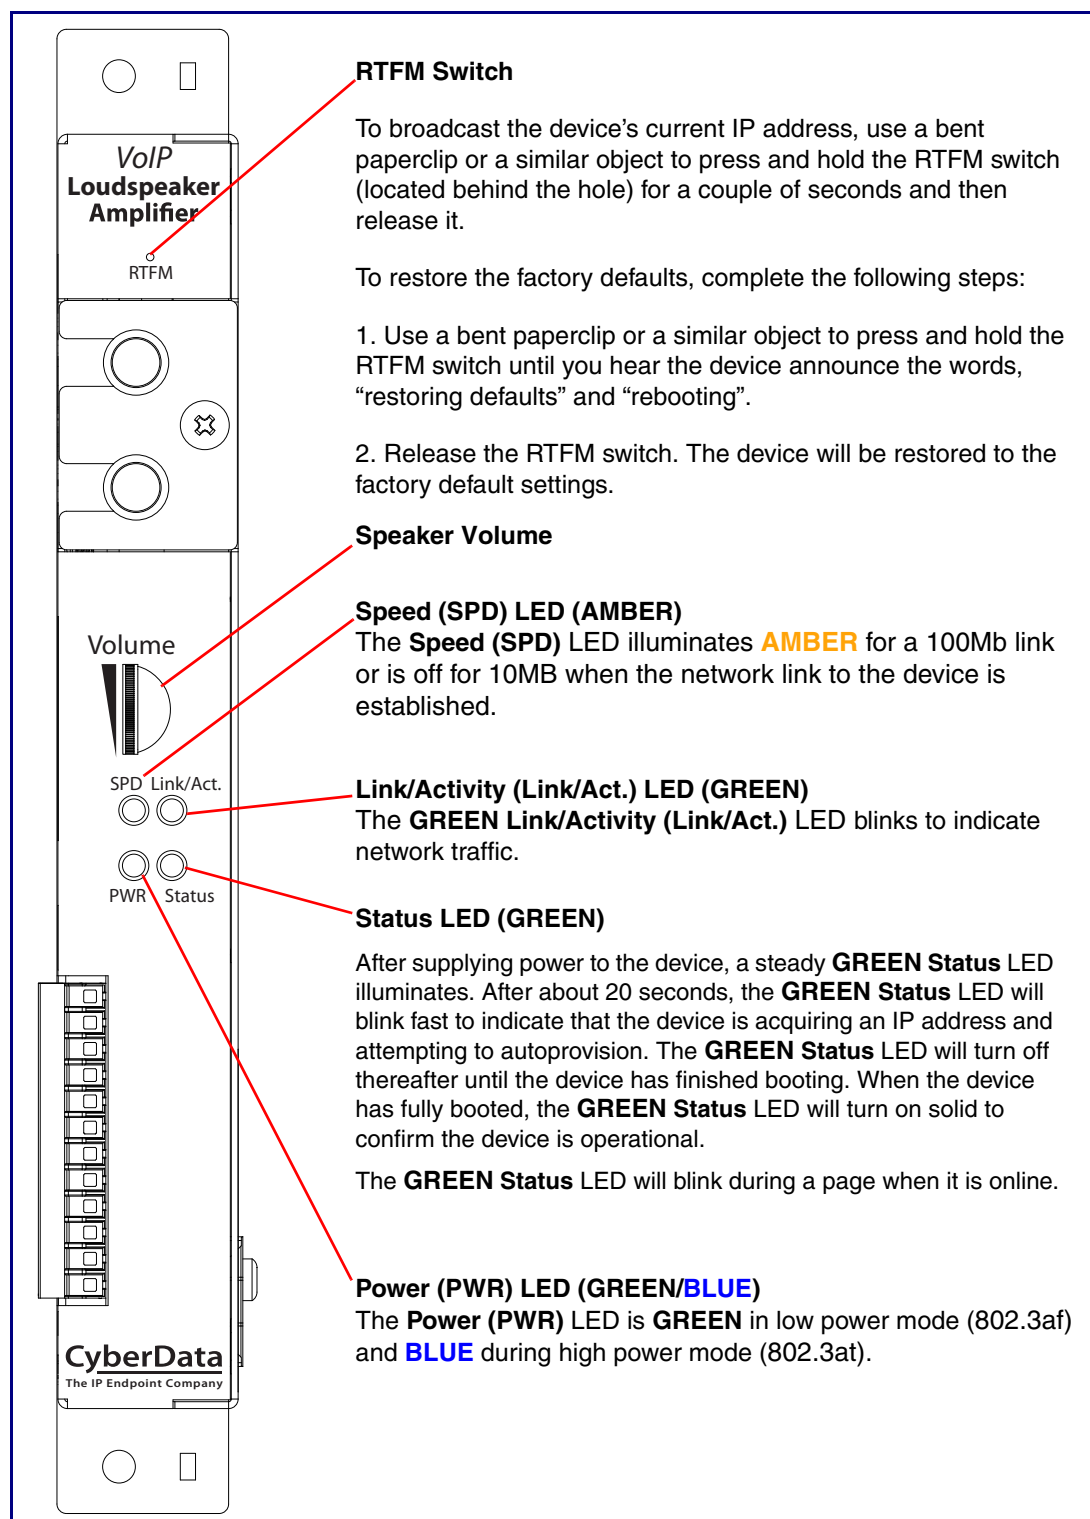 VoIP
Loudspeaker
Amplifier
RTFM
Volume
SPD Link/Act.
PWR Status
CyberData
The IP Endpoint Company
RTFM Switch
To broadcast the device’s current IP address, use a bent
paperclip or a similar object to press and hold the RTFM switch
(located behind the hole) for a couple of seconds and then
release it.
To restore the factory defaults, complete the following steps:
1. Use a bent paperclip or a similar object to press and hold the
RTFM switch until you hear the device announce the words,
“restoring defaults” and “rebooting”.
2. Release the RTFM switch. The device will be restored to the
factory default settings.
Speaker Volume
Speed (SPD) LED (AMBER)
The Speed (SPD) LED illuminates AMBER for a 100Mb link
or is off for 10MB when the network link to the device is
established.
Link/Activity (Link/Act.) LED (GREEN)
The GREEN Link/Activity (Link/Act.) LED blinks to indicate
network traffic.
Status LED (GREEN)
After supplying power to the device, a steady GREEN Status LED
illuminates. After about 20 seconds, the GREEN Status LED will
blink fast to indicate that the device is acquiring an IP address and
attempting to autoprovision. The GREEN Status LED will turn off
thereafter until the device has finished booting. When the device
has fully booted, the GREEN Status LED will turn on solid to
confirm the device is operational.
The GREEN Status LED will blink during a page when it is online.
Power (PWR) LED (GREEN/BLUE)
The Power (PWR) LED is GREEN in low power mode (802.3af)
and BLUE during high power mode (802.3at).